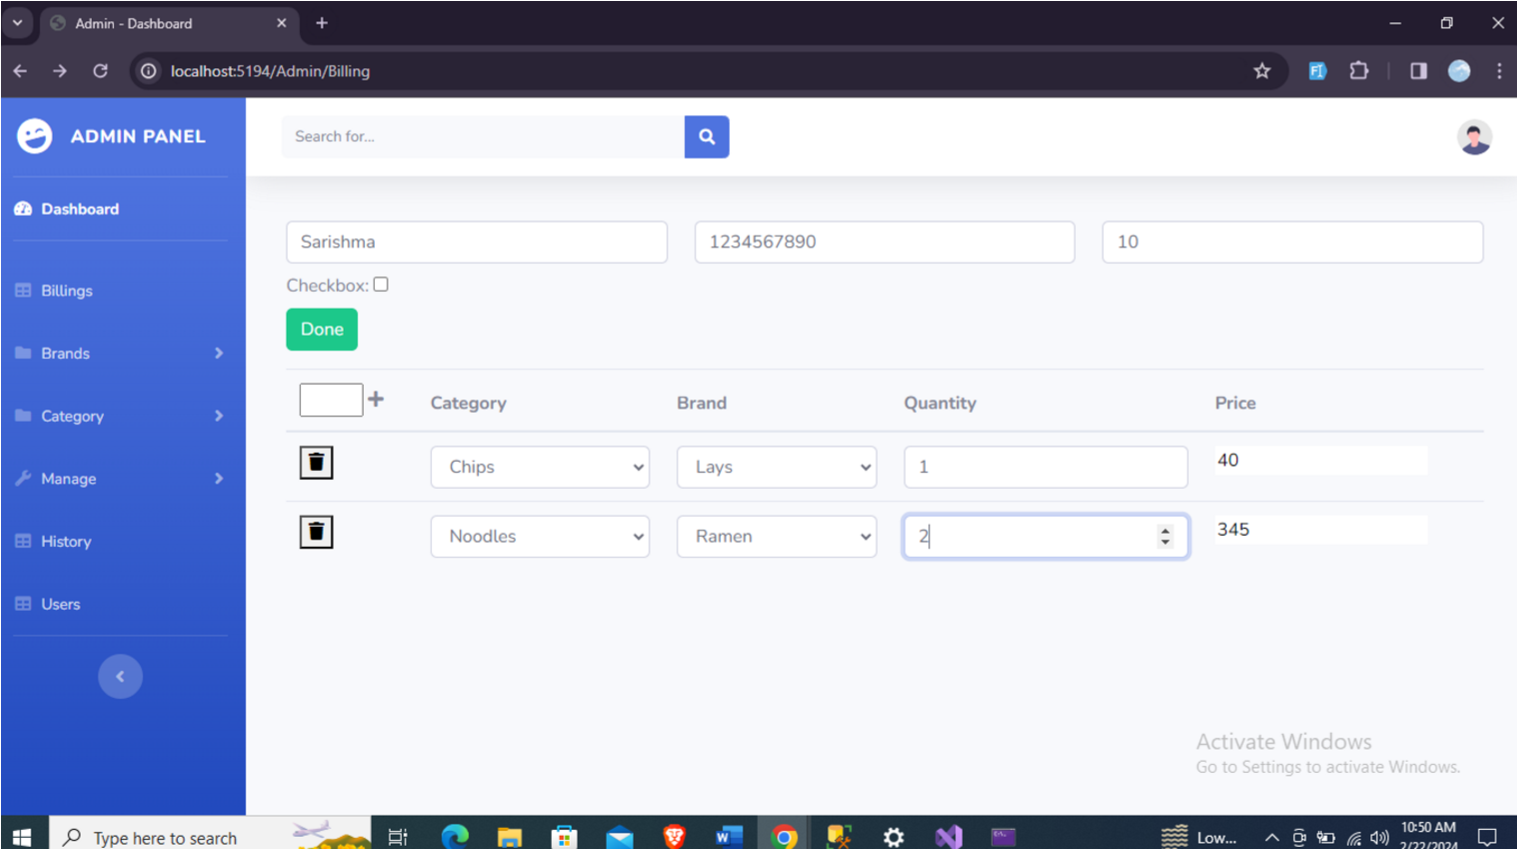 Admin - Dashboard
localhost:5194/Admin/Billing
ADMIN PANEL
Search for...
Dashboard
Billings
Brands
Category
Manage
History
Users
Sarishma 1234567890 10
Checkbox:
Done
Category Brand Quantity Price
Chips Lays 1 40
Noodles Ramen 2 345
Activate Windows
Go to Settings to activate Windows.
Type here to search
Low...
10:50 AM
2/22/2024